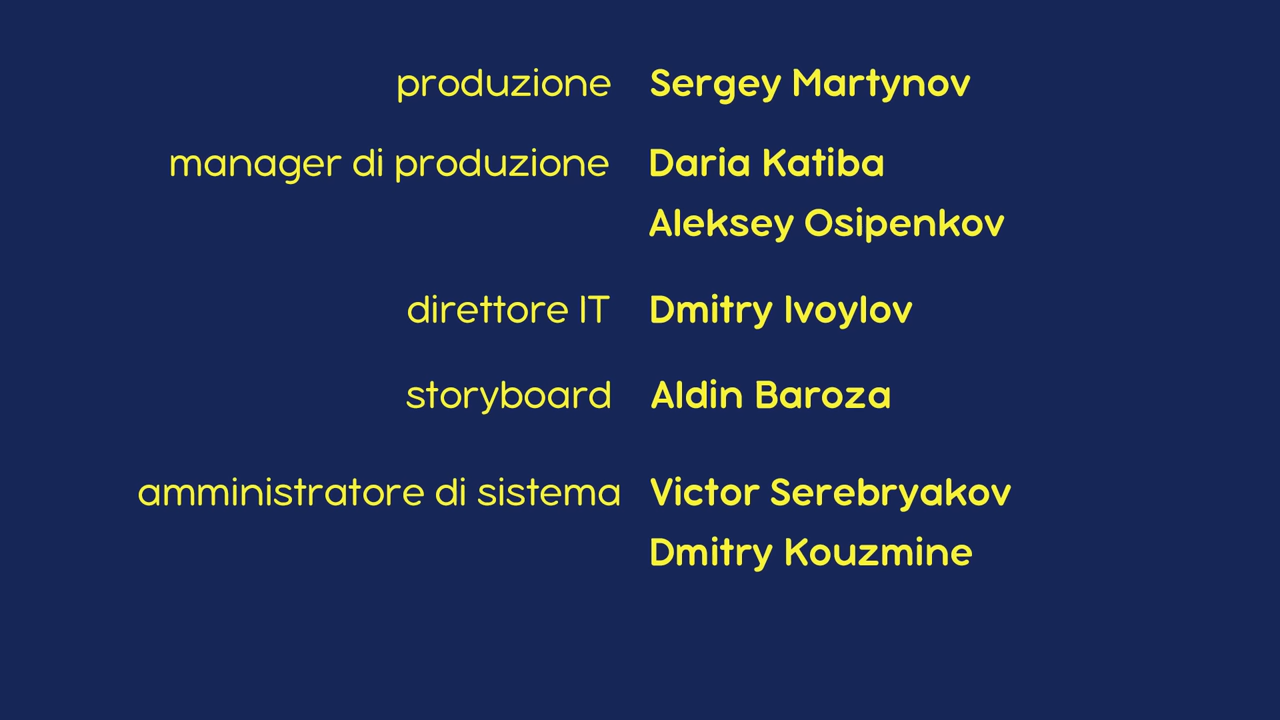 produzione Sergey Martynov
manager di produzione Daria Katiba
Aleksey Osipenkov
direttore IT Dmitry Ivoylov
storyboard Aldin Baroza
amministratore di sistema Victor Serebryakov
Dmitry Kouzmine